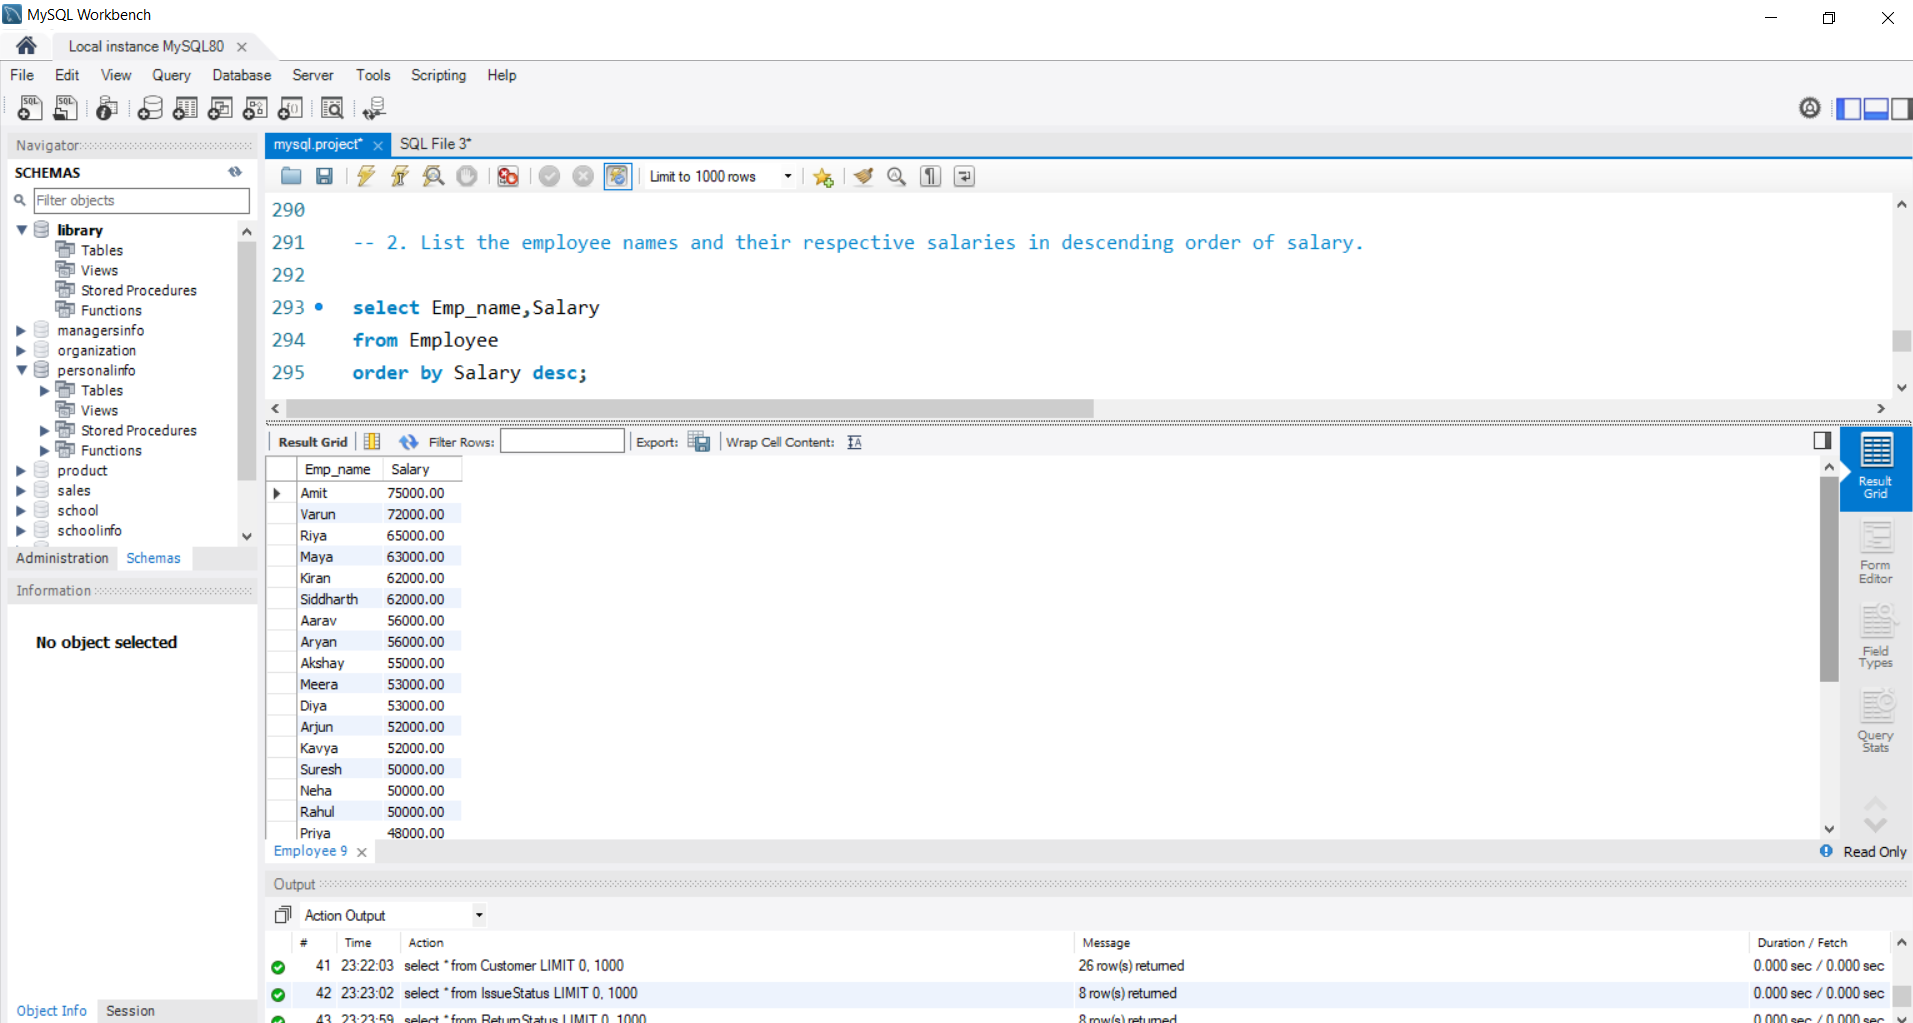 MySQL Workbench
Local instance MySQL80
File Edit View Query Database Server Tools Scripting Help
Navigator
SCHEMAS
Filter objects
library
Tables
Views
Stored Procedures
Functions
managersinfo
organization
personalinfo
Tables
Views
Stored Procedures
Functions
product
sales
school
schoolinfo
Administration Schemas
Information
No object selected
Object Info Session
mysql.project* SQL File 3*
Limit to 1000 rows
290
291 -- 2. List the employee names and their respective salaries in descending order of salary.
292
293 select Emp_name,Salary
294 from Employee
295 order by Salary desc;
Result Grid Filter Rows: Export: Wrap Cell Content:
Emp_name Salary
Amit 75000.00
Varun 72000.00
Riya 65000.00
Maya 63000.00
Kiran 62000.00
Siddharth 62000.00
Aarav 56000.00
Aryan 56000.00
Akshay 55000.00
Meera 53000.00
Diya 53000.00
Arjun 52000.00
Kavya 52000.00
Suresh 50000.00
Neha 50000.00
Rahul 50000.00
Priya 48000.00
Result
Grid
Form
Editor
Field
Types
Query
Stats
Employee 9
Read Only
Output
Action Output
# Time Action Message Duration / Fetch
41 23:22:03 select * from Customer LIMIT 0, 1000 26 row(s) returned 0.000 sec / 0.000 sec
42 23:23:02 select * from IssueStatus LIMIT 0, 1000 8 row(s) returned 0.000 sec / 0.000 sec
43 23:23:59 select * from ReturnStatus LIMIT 0, 1000 8 row(s) returned 0.000 sec / 0.000 sec